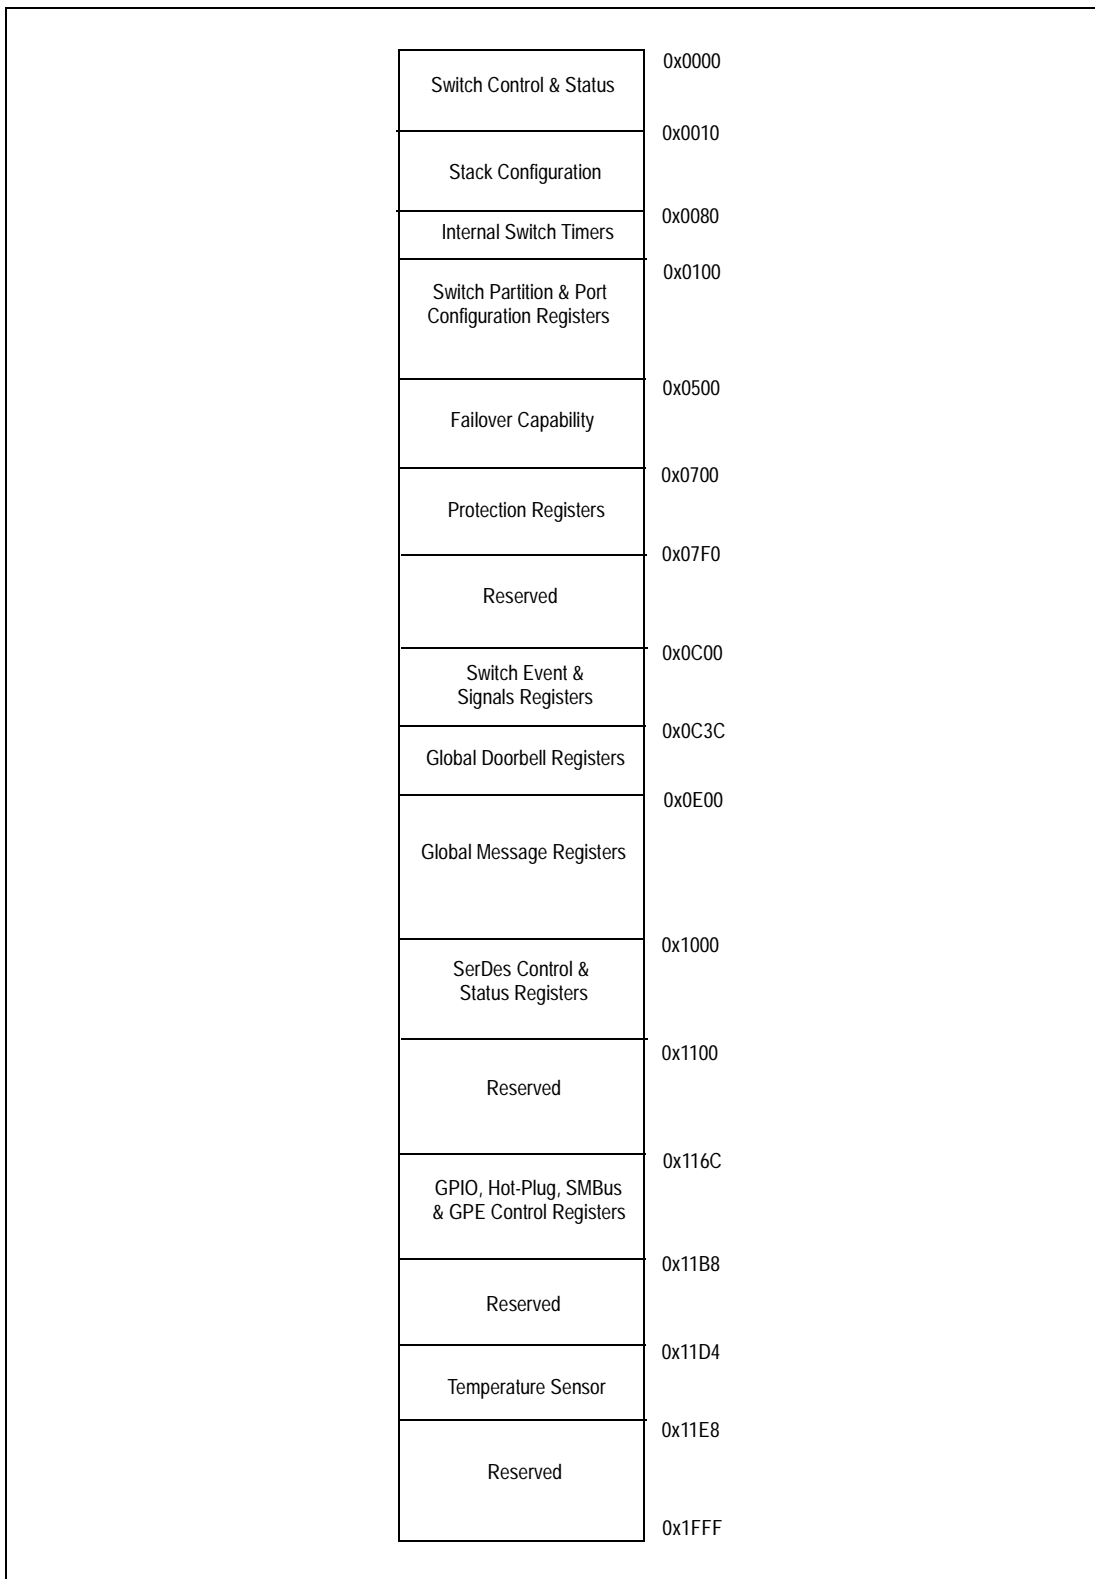 0x0000
Switch Control & Status
0x0010
Stack Configuration
0x0080
Internal Switch Timers
0x0100
Switch Partition & Port
Configuration Registers
0x0500
Failover Capability
0x0700
Protection Registers
0x07F0
Reserved
0x0C00
Switch Event &
Signals Registers
0x0C3C
Global Doorbell Registers
0x0E00
Global Message Registers
0x1000
SerDes Control &
Status Registers
0x1100
Reserved
0x116C
GPIO, Hot-Plug, SMBus
& GPE Control Registers
0x11B8
Reserved
0x11D4
Temperature Sensor
0x11E8
Reserved
0x1FFF